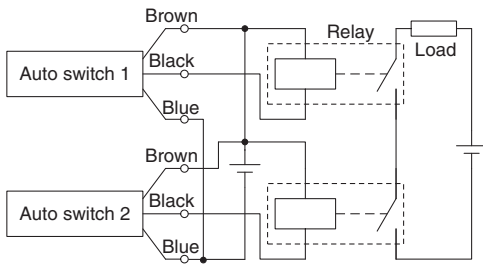 Brown
Relay
Black
Load
Auto switch 1
Blue
Brown
Black
Auto switch 2
Blue